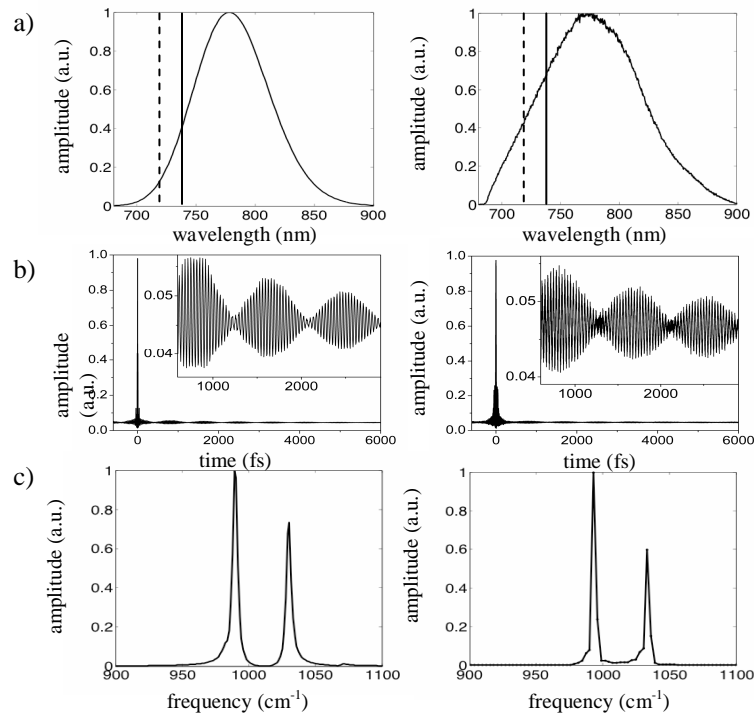 a)
amplitude (a.u.)
1
0.8
0.6
0.4
0.2
0
700 750 800 850 900
wavelength (nm)
amplitude (a.u.)
1
0.8
0.6
0.4
0.2
0
700 750 800 850 900
wavelength (nm)
b)
amplitude
(a.u.)
1.0
0.8
0.6
0.4
0.2
0.0
0.05
0.04
1000 2000
0 2000 4000 6000
time (fs)
amplitude (a.u.)
1.0
0.8
0.6
0.4
0.2
0.0
0.05
0.04
1000 2000
0 2000 4000 6000
time (fs)
c)
amplitude (a.u.)
1
0.8
0.6
0.4
0.2
0
900 950 1000 1050 1100
frequency (cm⁻¹)
amplitude (a.u.)
1
0.8
0.6
0.4
0.2
0
900 950 1000 1050 1100
frequency (cm⁻¹)